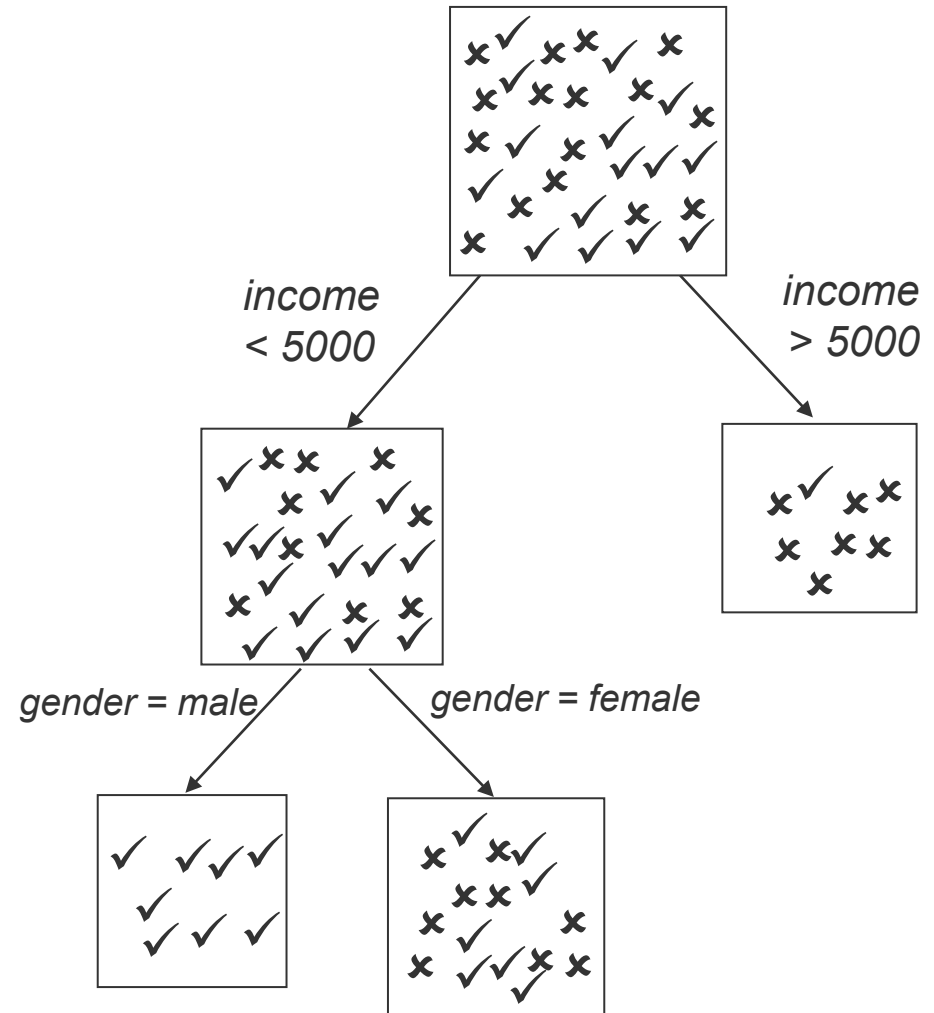 income
< 5000
income
> 5000
gender = male
gender = female